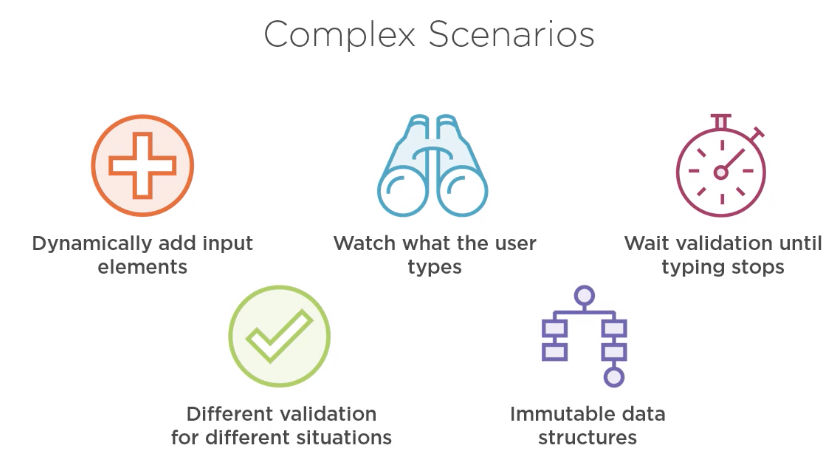 Complex Scenarios
Dynamically add input
elements
Watch what the user
types
Wait validation until
typing stops
Different validation
for different situations
Immutable data
structures